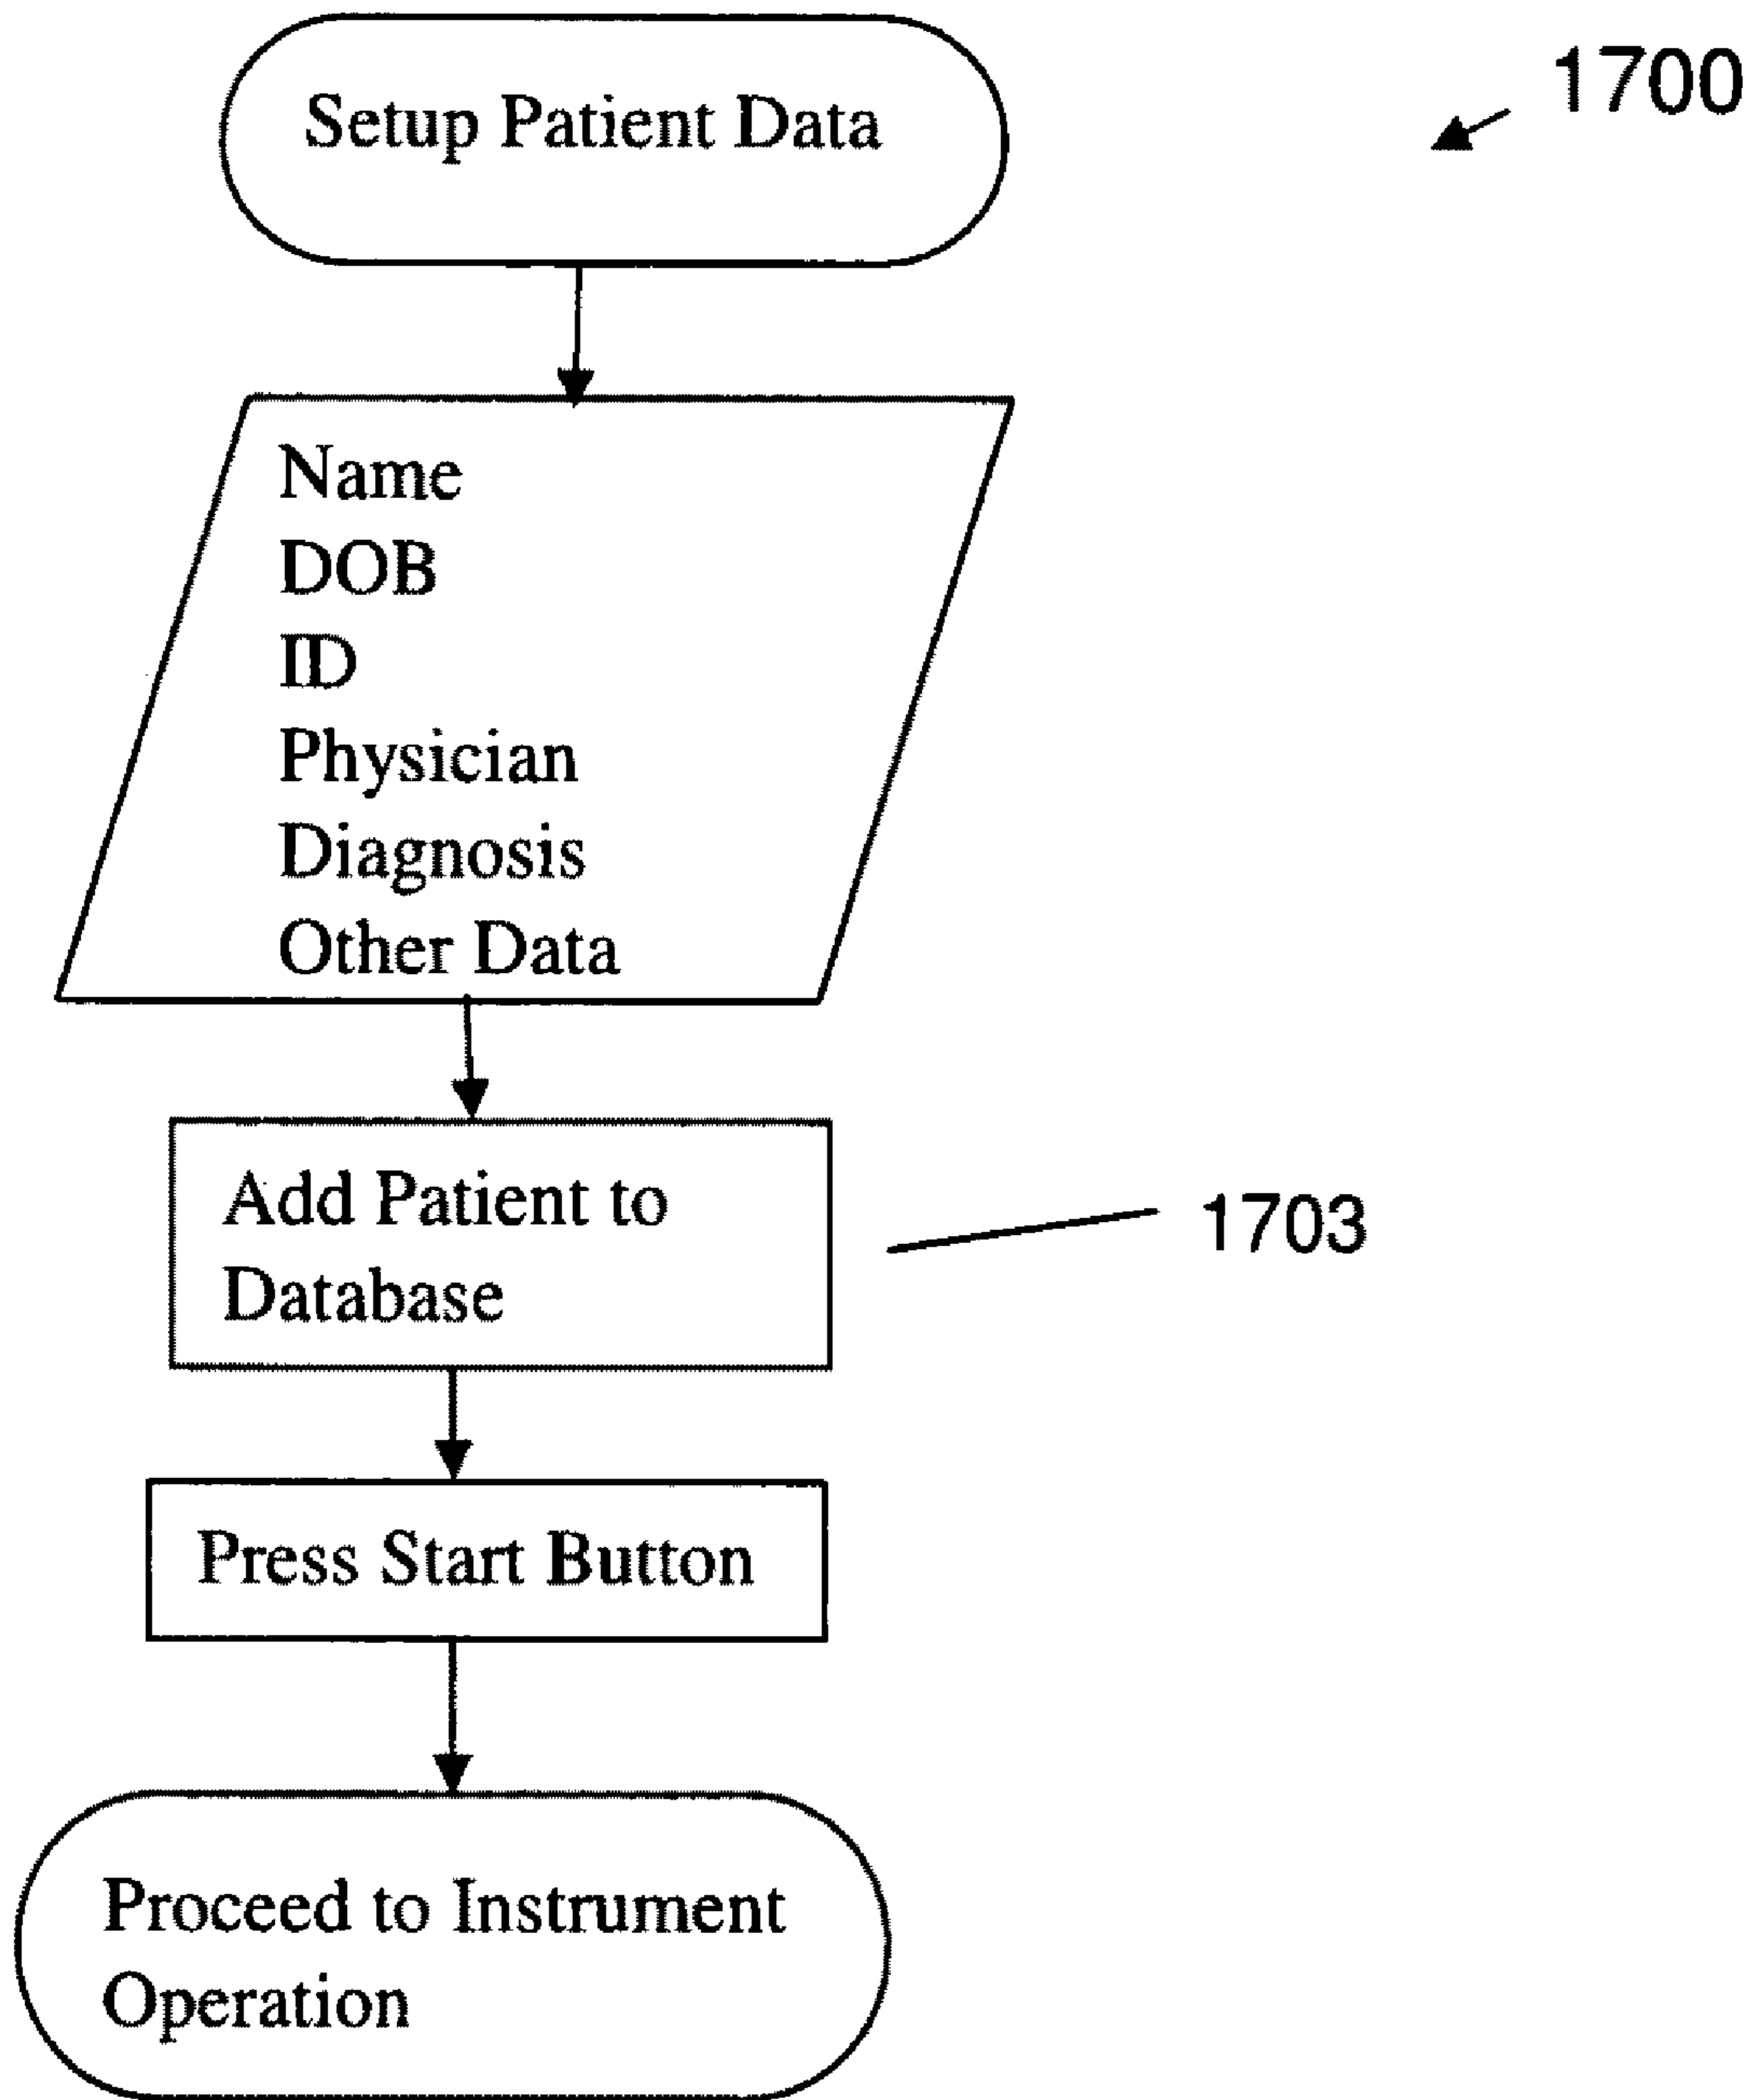 Setup Patient Data
1700
Name
DOB
ID
Physician
Diagnosis
Other Data
Add Patient to
Database
1703
Press Start Button
Proceed to Instrument
Operation